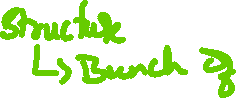 Structure
↳ Bunch of